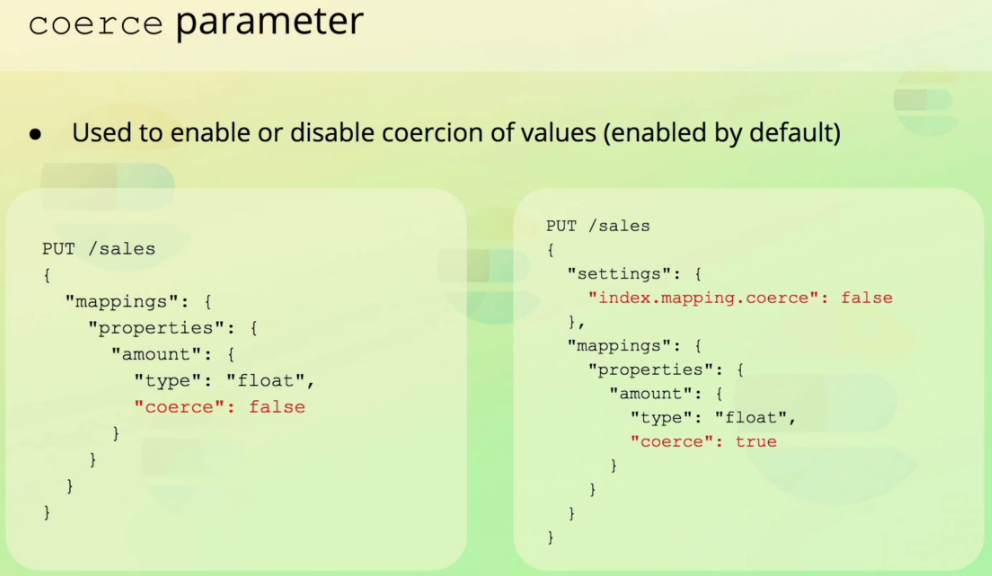 coerce parameter
● Used to enable or disable coercion of values (enabled by default)
PUT /sales
{
  "mappings": {
    "properties": {
      "amount": {
        "type": "float",
        "coerce": false
      }
    }
  }
}
PUT /sales
{
  "settings": {
    "index.mapping.coerce": false
  },
  "mappings": {
    "properties": {
      "amount": {
        "type": "float",
        "coerce": true
      }
    }
  }
}